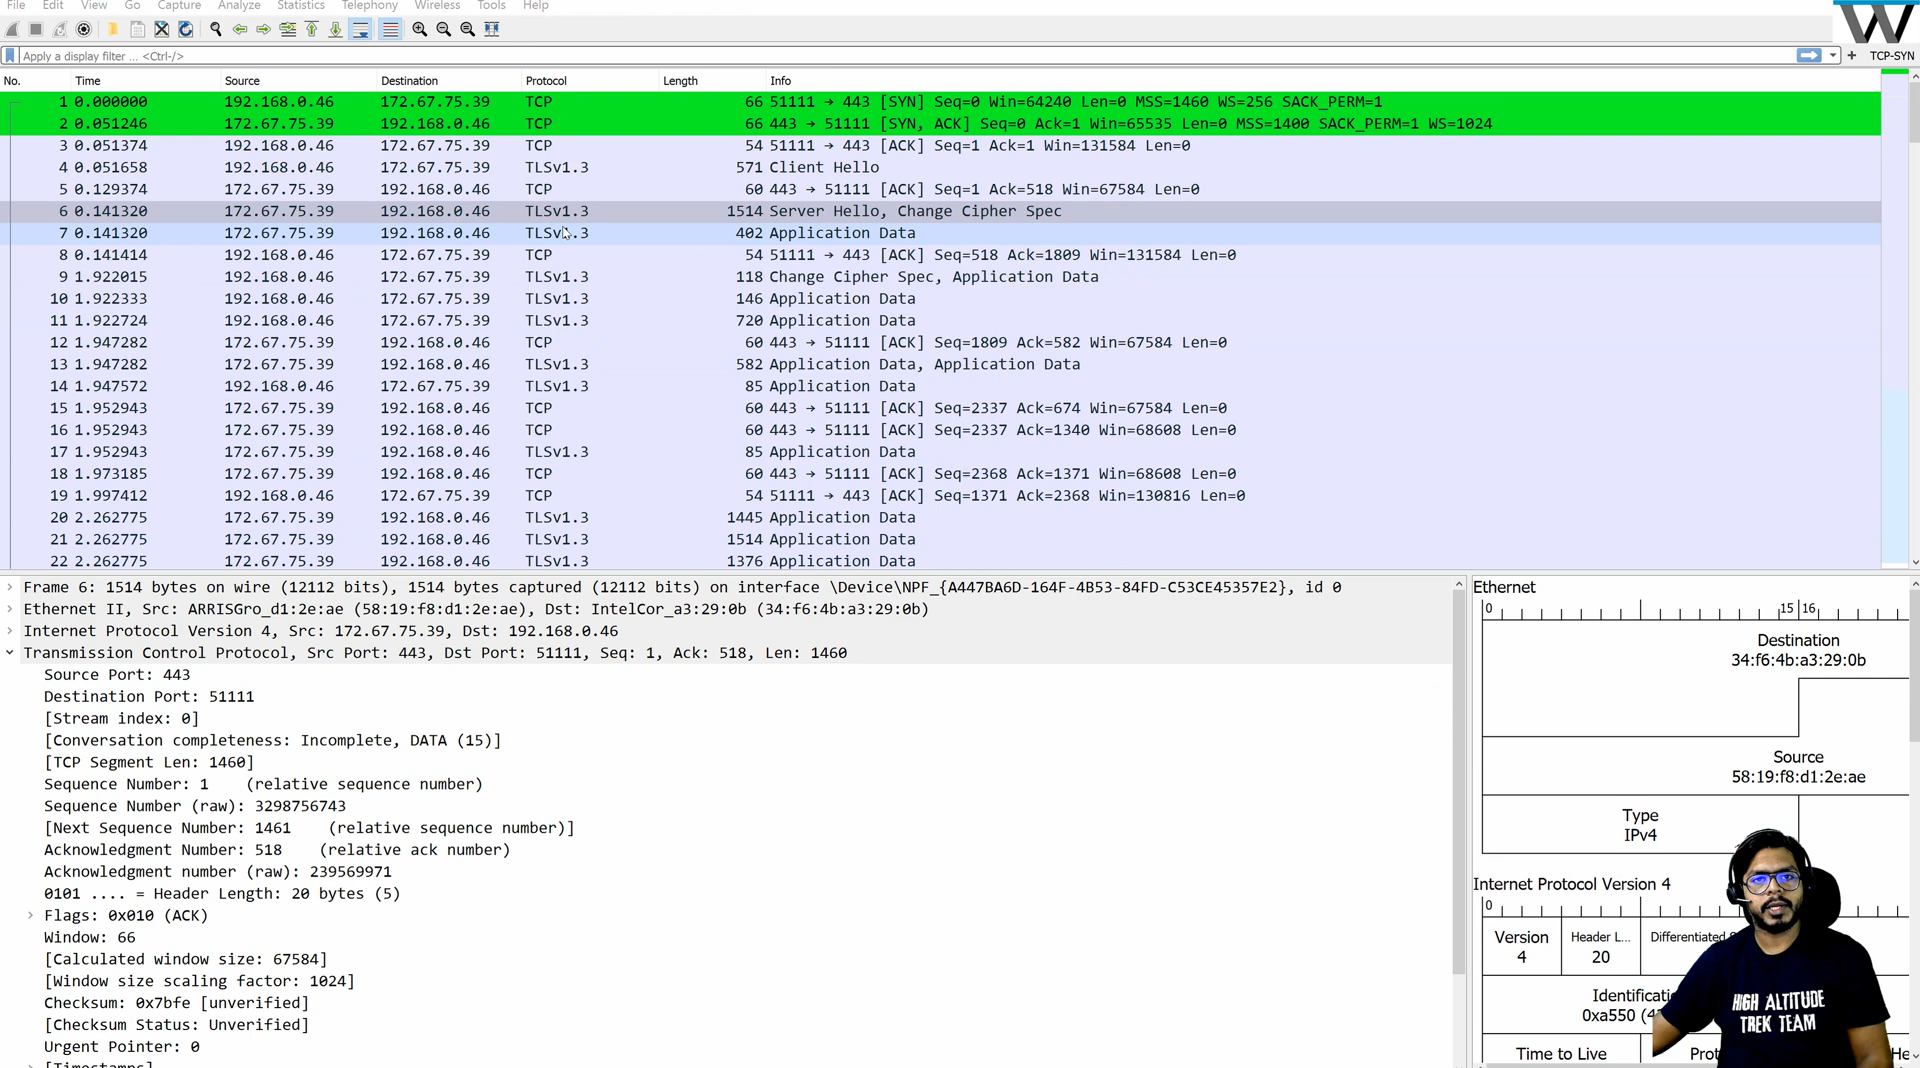 File Edit View Go Capture Analyze Statistics Telephony Wireless Tools Help
W
Apply a display filter ... <Ctrl-/> + TCP-SYN
No. Time Source Destination Protocol Length Info
1 0.000000 192.168.0.46 172.67.75.39 TCP 66 51111 → 443 [SYN] Seq=0 Win=64240 Len=0 MSS=1460 WS=256 SACK_PERM=1
2 0.051246 172.67.75.39 192.168.0.46 TCP 66 443 → 51111 [SYN, ACK] Seq=0 Ack=1 Win=65535 Len=0 MSS=1400 SACK_PERM=1 WS=1024
3 0.051374 192.168.0.46 172.67.75.39 TCP 54 51111 → 443 [ACK] Seq=1 Ack=1 Win=131584 Len=0
4 0.051658 192.168.0.46 172.67.75.39 TLSv1.3 571 Client Hello
5 0.129374 172.67.75.39 192.168.0.46 TCP 60 443 → 51111 [ACK] Seq=1 Ack=518 Win=67584 Len=0
6 0.141320 172.67.75.39 192.168.0.46 TLSv1.3 1514 Server Hello, Change Cipher Spec
7 0.141320 172.67.75.39 192.168.0.46 TLSv1.3 402 Application Data
8 0.141414 192.168.0.46 172.67.75.39 TCP 54 51111 → 443 [ACK] Seq=518 Ack=1809 Win=131584 Len=0
9 1.922015 192.168.0.46 172.67.75.39 TLSv1.3 118 Change Cipher Spec, Application Data
10 1.922333 192.168.0.46 172.67.75.39 TLSv1.3 146 Application Data
11 1.922724 192.168.0.46 172.67.75.39 TLSv1.3 720 Application Data
12 1.947282 172.67.75.39 192.168.0.46 TCP 60 443 → 51111 [ACK] Seq=1809 Ack=582 Win=67584 Len=0
13 1.947282 172.67.75.39 192.168.0.46 TLSv1.3 582 Application Data, Application Data
14 1.947572 192.168.0.46 172.67.75.39 TLSv1.3 85 Application Data
15 1.952943 172.67.75.39 192.168.0.46 TCP 60 443 → 51111 [ACK] Seq=2337 Ack=674 Win=67584 Len=0
16 1.952943 172.67.75.39 192.168.0.46 TCP 60 443 → 51111 [ACK] Seq=2337 Ack=1340 Win=68608 Len=0
17 1.952943 172.67.75.39 192.168.0.46 TLSv1.3 85 Application Data
18 1.973185 172.67.75.39 192.168.0.46 TCP 60 443 → 51111 [ACK] Seq=2368 Ack=1371 Win=68608 Len=0
19 1.997412 192.168.0.46 172.67.75.39 TCP 54 51111 → 443 [ACK] Seq=1371 Ack=2368 Win=130816 Len=0
20 2.262775 172.67.75.39 192.168.0.46 TLSv1.3 1445 Application Data
21 2.262775 172.67.75.39 192.168.0.46 TLSv1.3 1514 Application Data
22 2.262775 172.67.75.39 192.168.0.46 TLSv1.3 1376 Application Data
Frame 6: 1514 bytes on wire (12112 bits), 1514 bytes captured (12112 bits) on interface \Device\NPF_{A447BA6D-164F-4B53-84FD-C53CE45357E2}, id 0
Ethernet II, Src: ARRISGro_d1:2e:ae (58:19:f8:d1:2e:ae), Dst: IntelCor_a3:29:0b (34:f6:4b:a3:29:0b)
Internet Protocol Version 4, Src: 172.67.75.39, Dst: 192.168.0.46
Transmission Control Protocol, Src Port: 443, Dst Port: 51111, Seq: 1, Ack: 518, Len: 1460
Source Port: 443
Destination Port: 51111
[Stream index: 0]
[Conversation completeness: Incomplete, DATA (15)]
[TCP Segment Len: 1460]
Sequence Number: 1 (relative sequence number)
Sequence Number (raw): 3298756743
[Next Sequence Number: 1461 (relative sequence number)]
Acknowledgment Number: 518 (relative ack number)
Acknowledgment number (raw): 239569971
0101 .... = Header Length: 20 bytes (5)
Flags: 0x010 (ACK)
Window: 66
[Calculated window size: 67584]
[Window size scaling factor: 1024]
Checksum: 0x7bfe [unverified]
[Checksum Status: Unverified]
Urgent Pointer: 0
[Timestamps]
Ethernet
0 15 16
Destination
34:f6:4b:a3:29:0b
Source
58:19:f8:d1:2e:ae
Type
IPv4
Internet Protocol Version 4
0
Version Header L... Differentiated
4 20
0xa550
Time to Live
HIGH ALTITUDE
TREK TEAM